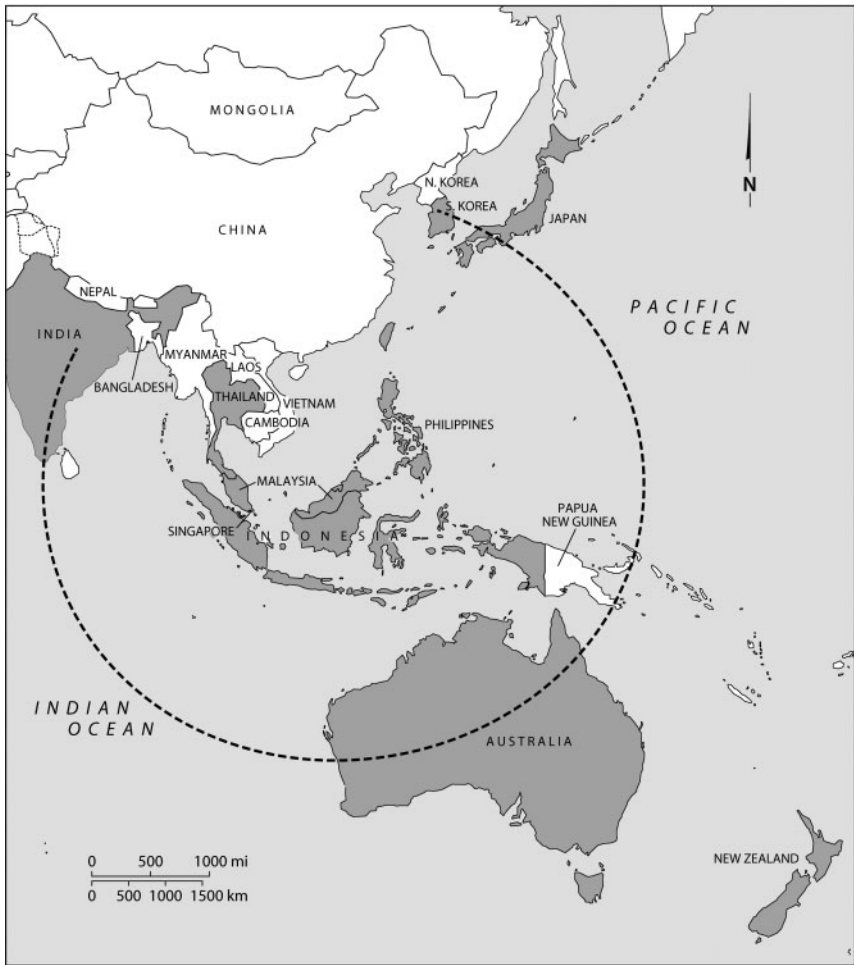 MONGOLIA
N
N. KOREA
S. KOREA
JAPAN
CHINA
NEPAL
PACIFIC
OCEAN
INDIA
MYANMAR
LAOS
BANGLADESH
THAILAND
VIETNAM
CAMBODIA
PHILIPPINES
MALAYSIA
PAPUA
NEW GUINEA
SINGAPORE
INDONESIA
INDIAN
OCEAN
AUSTRALIA
0 500 1000 mi
0 500 1000 1500 km
NEW ZEALAND